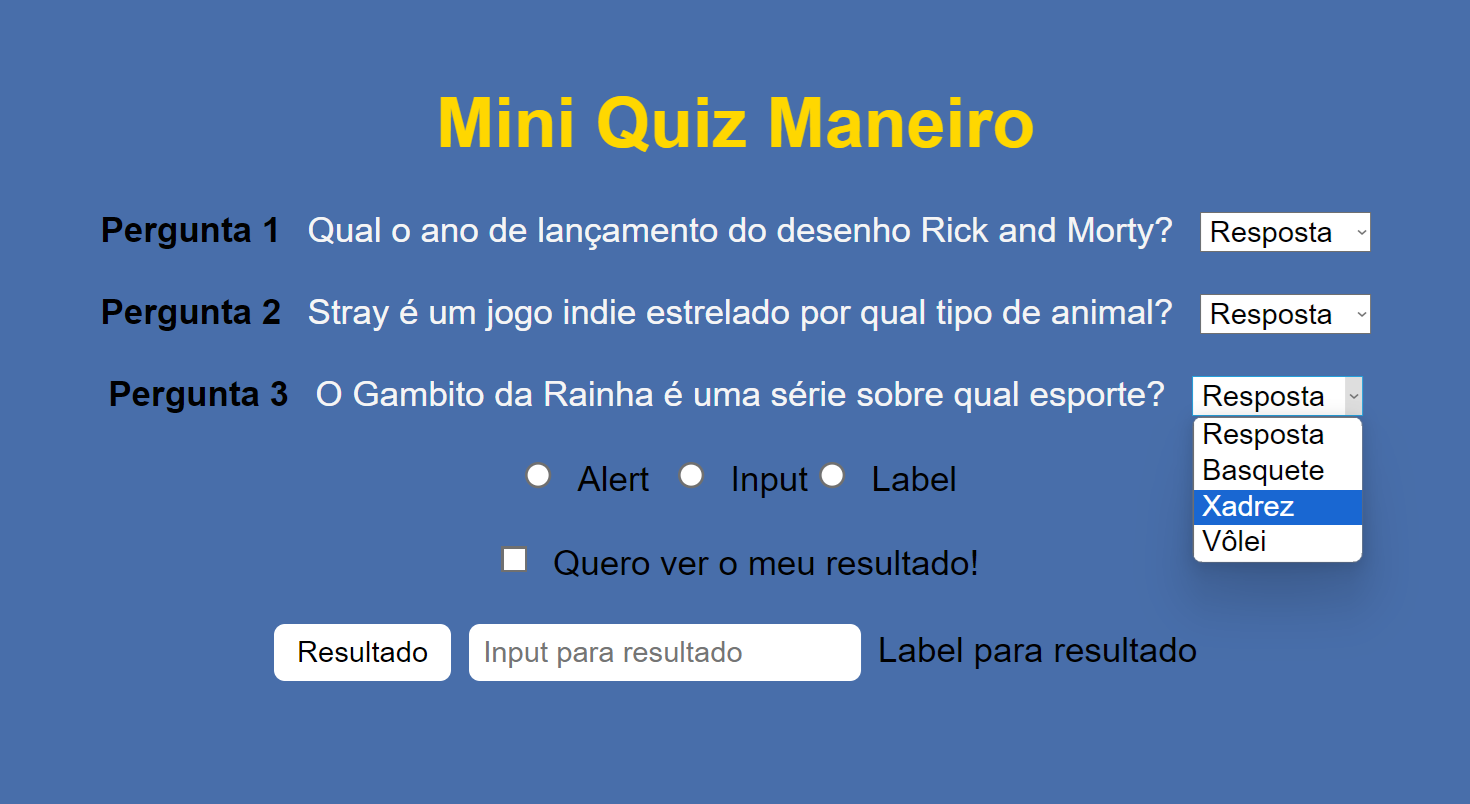 Mini Quiz Maneiro
Pergunta 1 Qual o ano de lançamento do desenho Rick and Morty? Resposta
Pergunta 2 Stray é um jogo indie estrelado por qual tipo de animal? Resposta
Pergunta 3 O Gambito da Rainha é uma série sobre qual esporte? Resposta
Resposta
Basquete
Xadrez
Vôlei
Alert Input Label
Quero ver o meu resultado!
Resultado Input para resultado Label para resultado